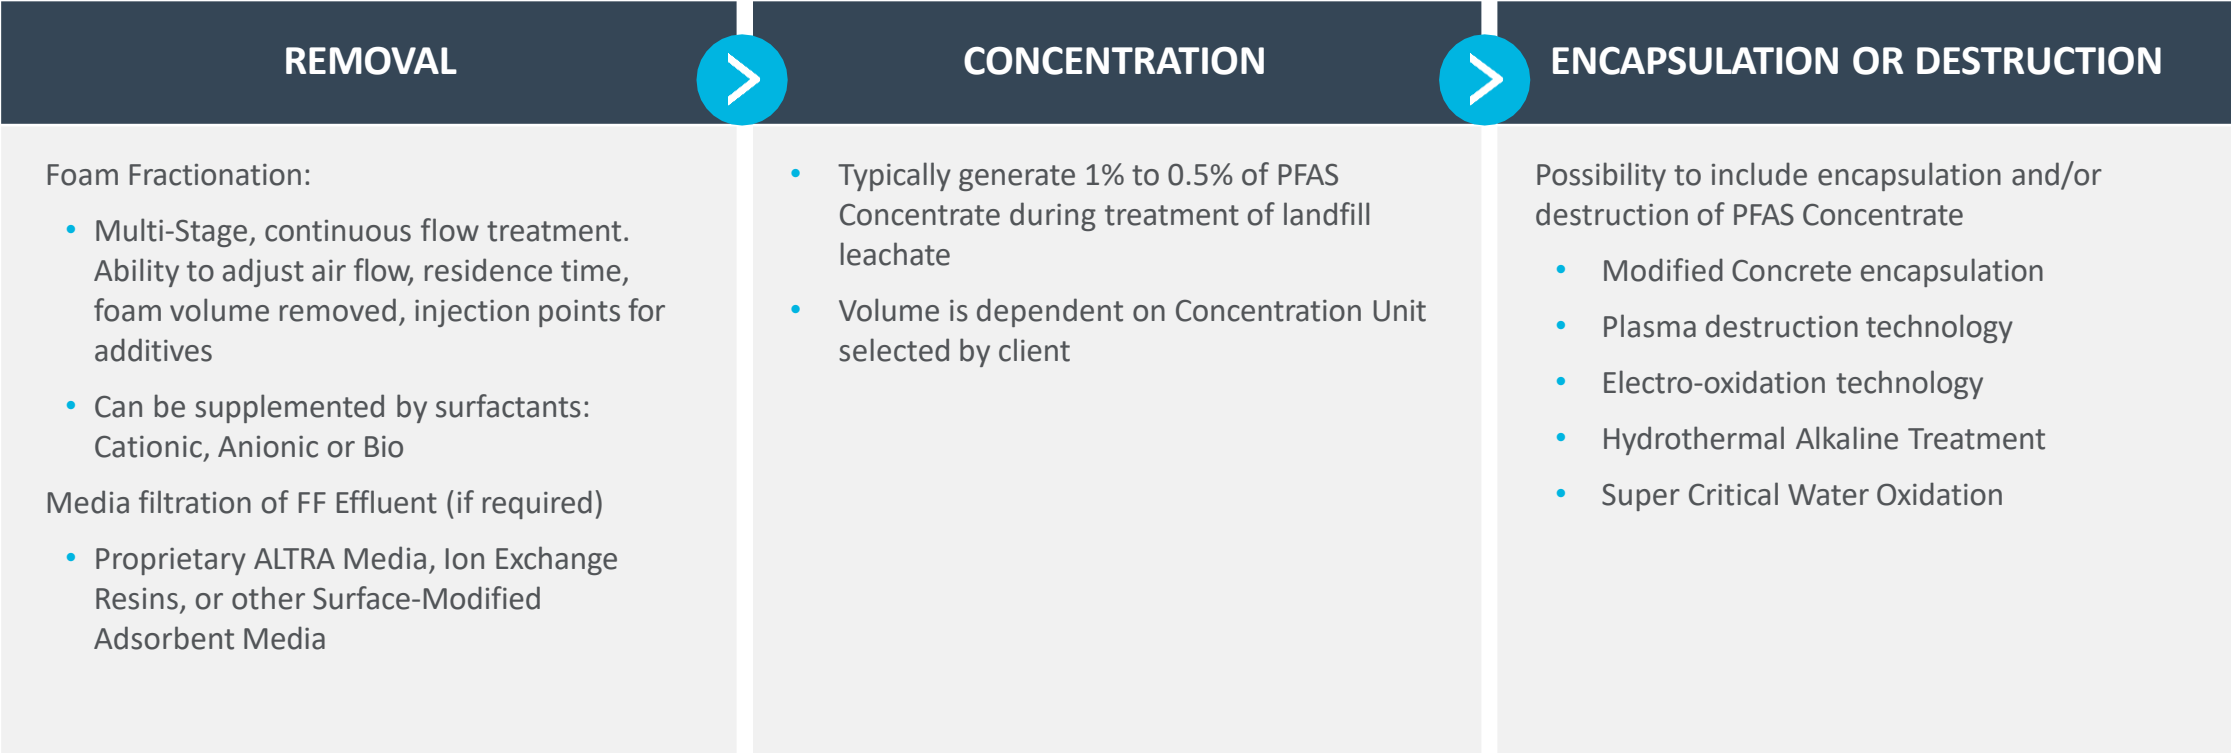 REMOVAL
Foam Fractionation:
• Multi-Stage, continuous flow treatment.
Ability to adjust air flow, residence time,
foam volume removed, injection points for
additives
• Can be supplemented by surfactants:
Cationic, Anionic or Bio
Media filtration of FF Effluent (if required)
• Proprietary ALTRA Media, Ion Exchange
Resins, or other Surface-Modified
Adsorbent Media
CONCENTRATION
• Typically generate 1% to 0.5% of PFAS
Concentrate during treatment of landfill
leachate
• Volume is dependent on Concentration Unit
selected by client
ENCAPSULATION OR DESTRUCTION
Possibility to include encapsulation and/or
destruction of PFAS Concentrate
• Modified Concrete encapsulation
• Plasma destruction technology
• Electro-oxidation technology
• Hydrothermal Alkaline Treatment
• Super Critical Water Oxidation